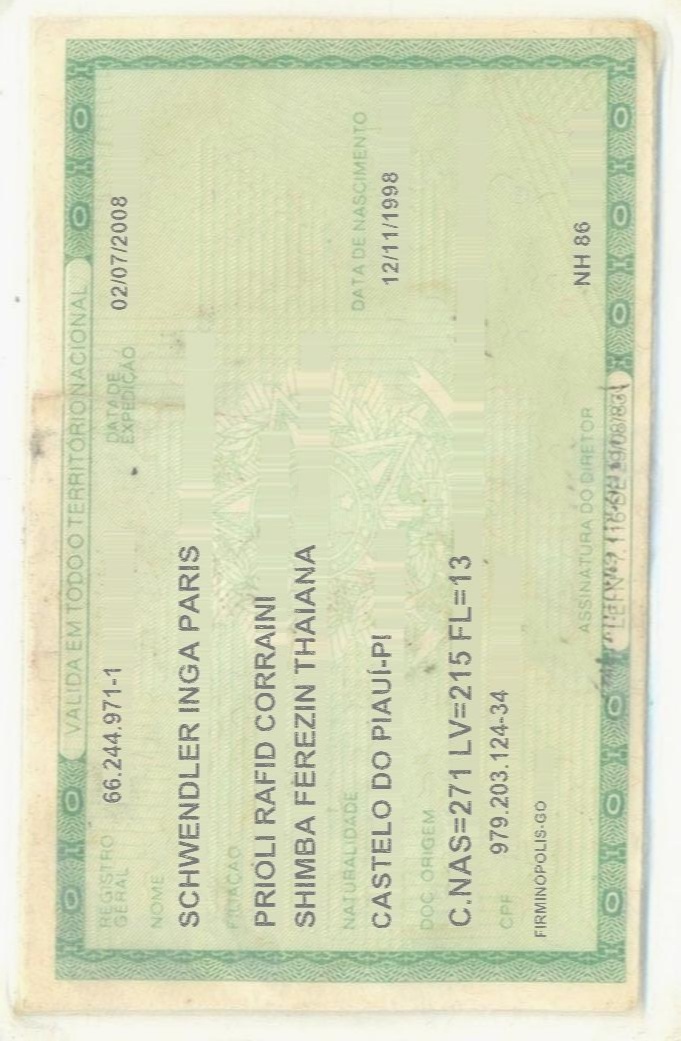 VALIDA EM TODO O TERRITÓRIO NACIONAL
REGISTRO GERAL 66.244.971-1 DATA DE EXPEDIÇÃO 02/07/2008
NOME
SCHWENDLER INGA PARIS
FILIAÇÃO
PRIOLI RAFID CORRAINI
SHIMBA FEREZIN THAIANA
NATURALIDADE DATA DE NASCIMENTO
CASTELO DO PIAUÍ-PI 12/11/1998
DOC ORIGEM
C.NAS=271 LV=215 FL=13
CPF 979.203.124-34
FIRMINOPOLIS-GO NH 86
ASSINATURA DO DIRETOR
LEI Nº 7.116 DE 29/08/83